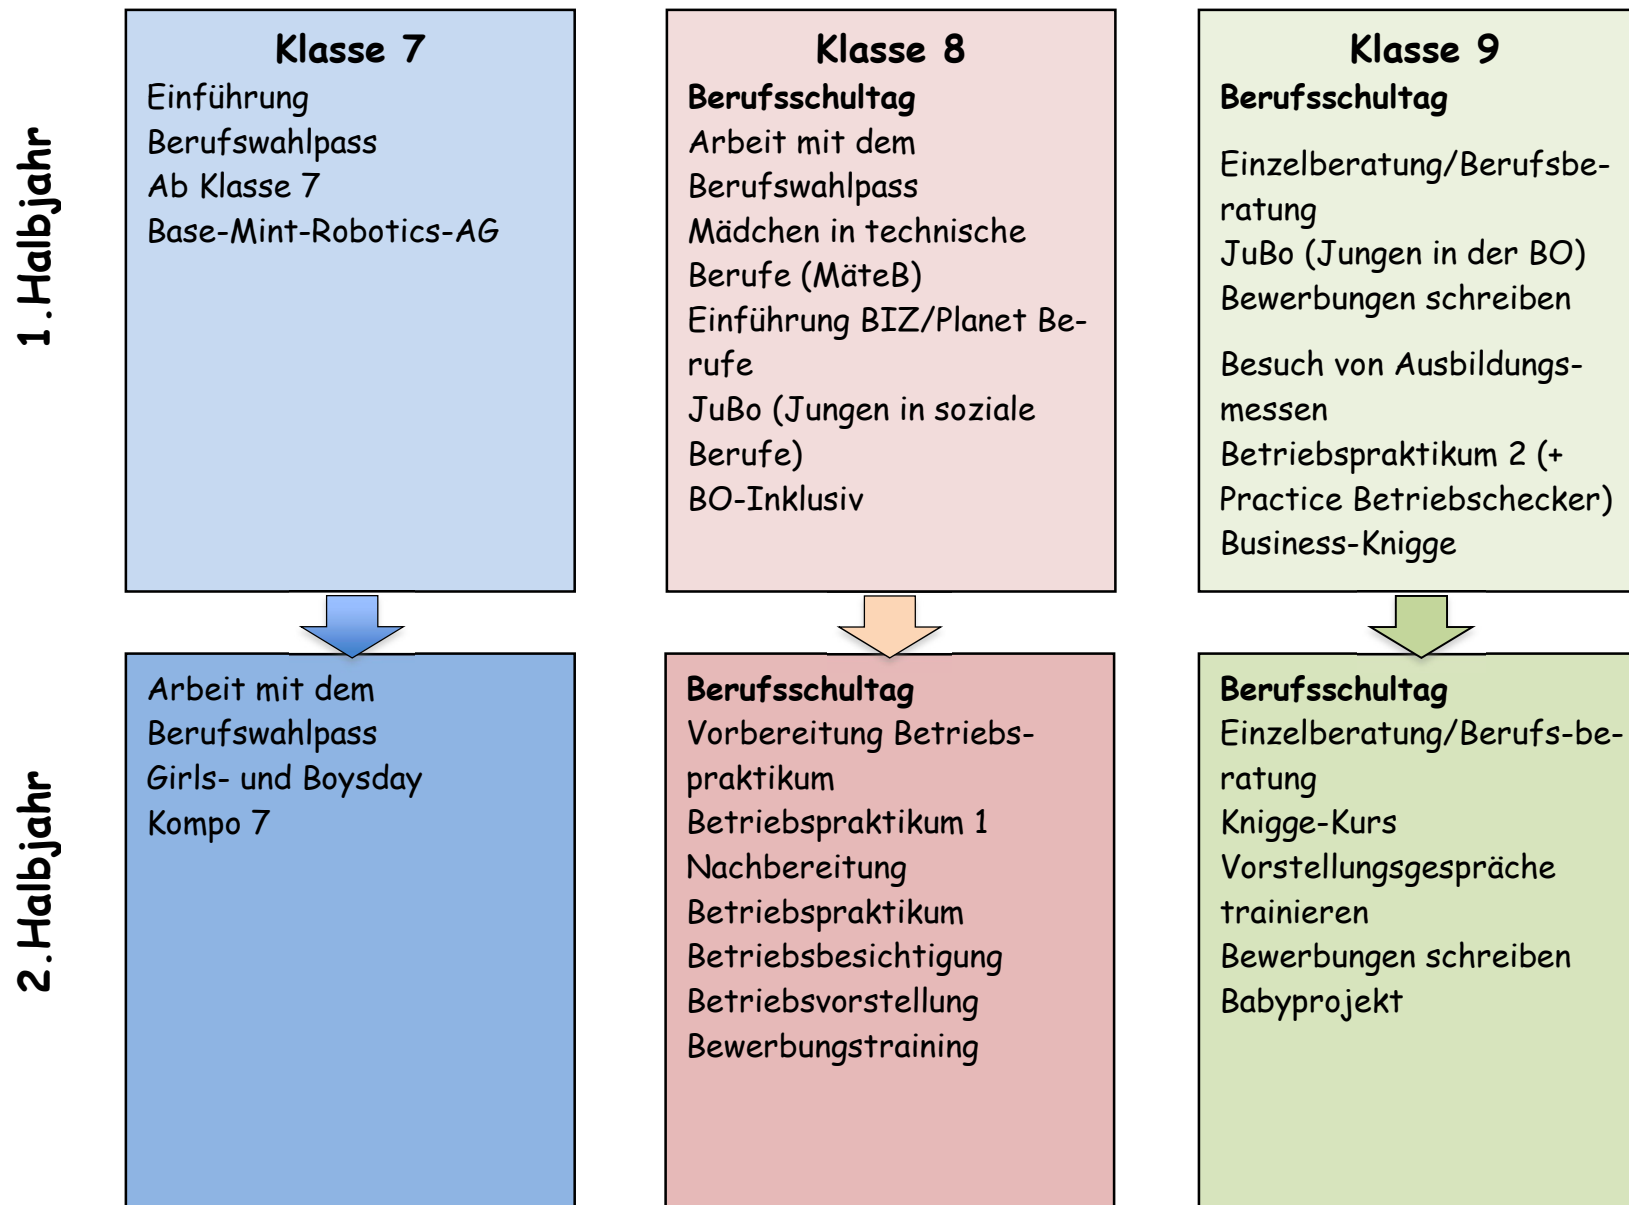 1.Halbjahr
Klasse 7
Einführung
Berufswahlpass
Ab Klasse 7
Base-Mint-Robotics-AG
Klasse 8
Berufsschultag
Arbeit mit dem
Berufswahlpass
Mädchen in technische
Berufe (MäteB)
Einführung BIZ/Planet Be-
rufe
JuBo (Jungen in soziale
Berufe)
BO-Inklusiv
Klasse 9
Berufsschultag
Einzelberatung/Berufsbe-
ratung
JuBo (Jungen in der BO)
Bewerbungen schreiben
Besuch von Ausbildungs-
messen
Betriebspraktikum 2 (+
Practice Betriebschecker)
Business-Knigge
2.Halbjahr
Arbeit mit dem
Berufswahlpass
Girls- und Boysday
Kompo 7
Berufsschultag
Vorbereitung Betriebs-
praktikum
Betriebspraktikum 1
Nachbereitung
Betriebspraktikum
Betriebsbesichtigung
Betriebsvorstellung
Bewerbungstraining
Berufsschultag
Einzelberatung/Berufs-be-
ratung
Knigge-Kurs
Vorstellungsgespräche
trainieren
Bewerbungen schreiben
Babyprojekt